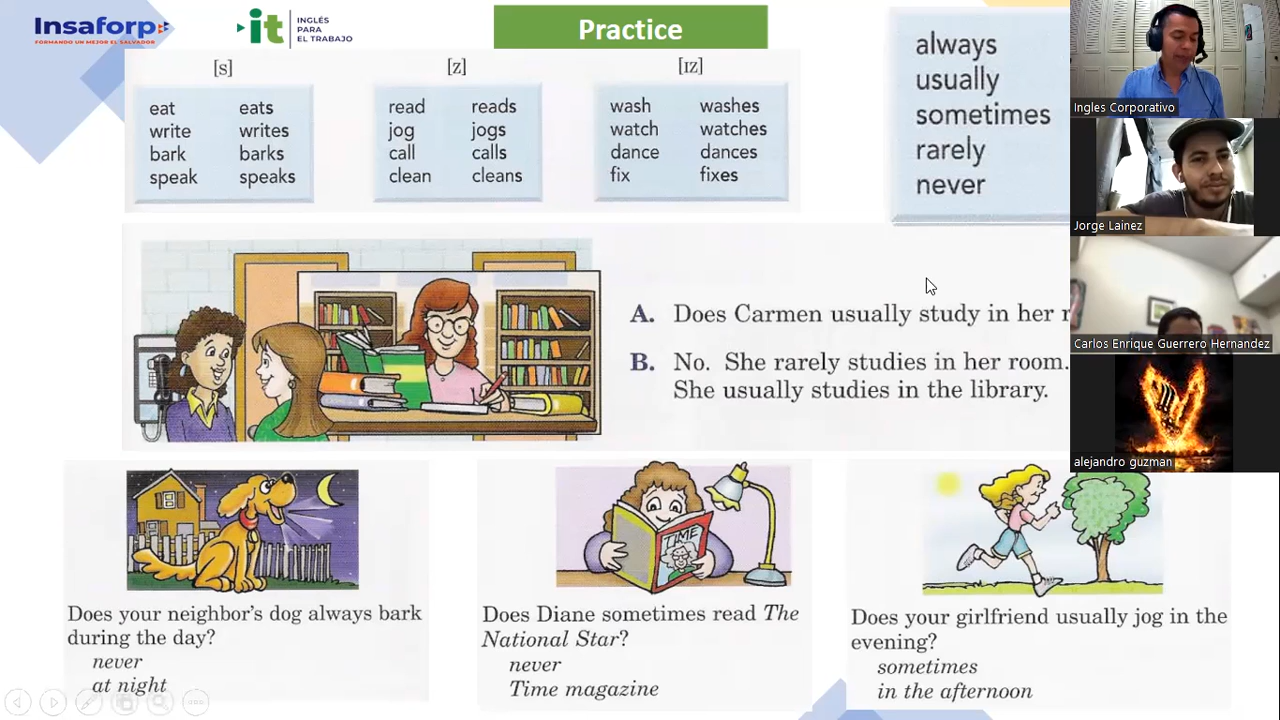 Insaforp
FORMANDO UN MEJOR EL SALVADOR
it
INGLÉS
PARA
EL TRABAJO
Practice
[s]
eat eats
write writes
bark barks
speak speaks
[z]
read reads
jog jogs
call calls
clean cleans
[IZ]
wash washes
watch watches
dance dances
fix fixes
always
usually
sometimes
rarely
never
Ingles Corporativo
Jorge Lainez
Carlos Enrique Guerrero Hernandez
alejandro guzman
A. Does Carmen usually study in her
B. No. She rarely studies in her room.
She usually studies in the library.
TIME
Does your neighbor's dog always bark
during the day?
never
at night
Does Diane sometimes read The
National Star?
never
Time magazine
Does your girlfriend usually jog in the
evening?
sometimes
in the afternoon